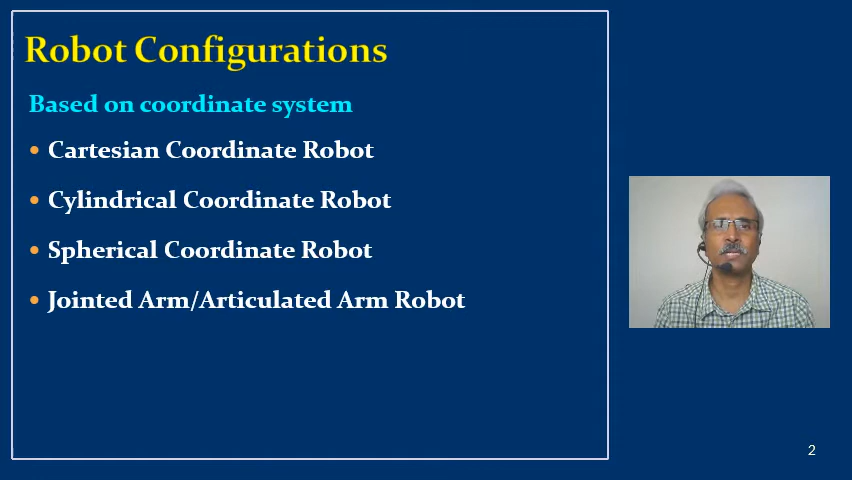 Robot Configurations
Based on coordinate system
• Cartesian Coordinate Robot
• Cylindrical Coordinate Robot
• Spherical Coordinate Robot
• Jointed Arm/Articulated Arm Robot
2